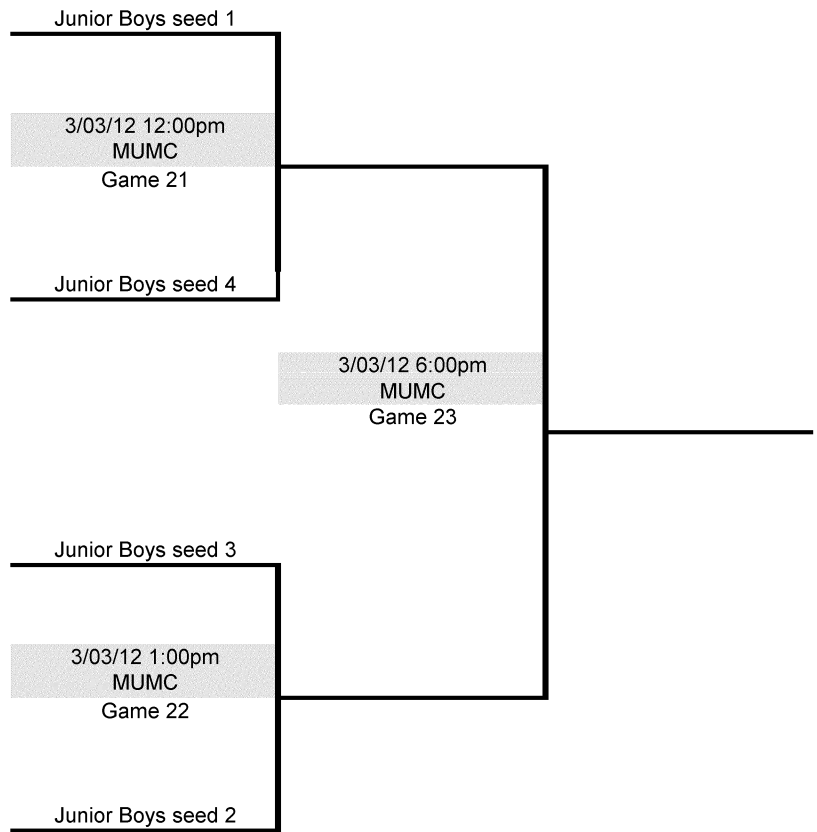 Junior Boys seed 1
3/03/12 12:00pm
MUMC
Game 21
Junior Boys seed 4
3/03/12 6:00pm
MUMC
Game 23
Junior Boys seed 3
3/03/12 1:00pm
MUMC
Game 22
Junior Boys seed 2